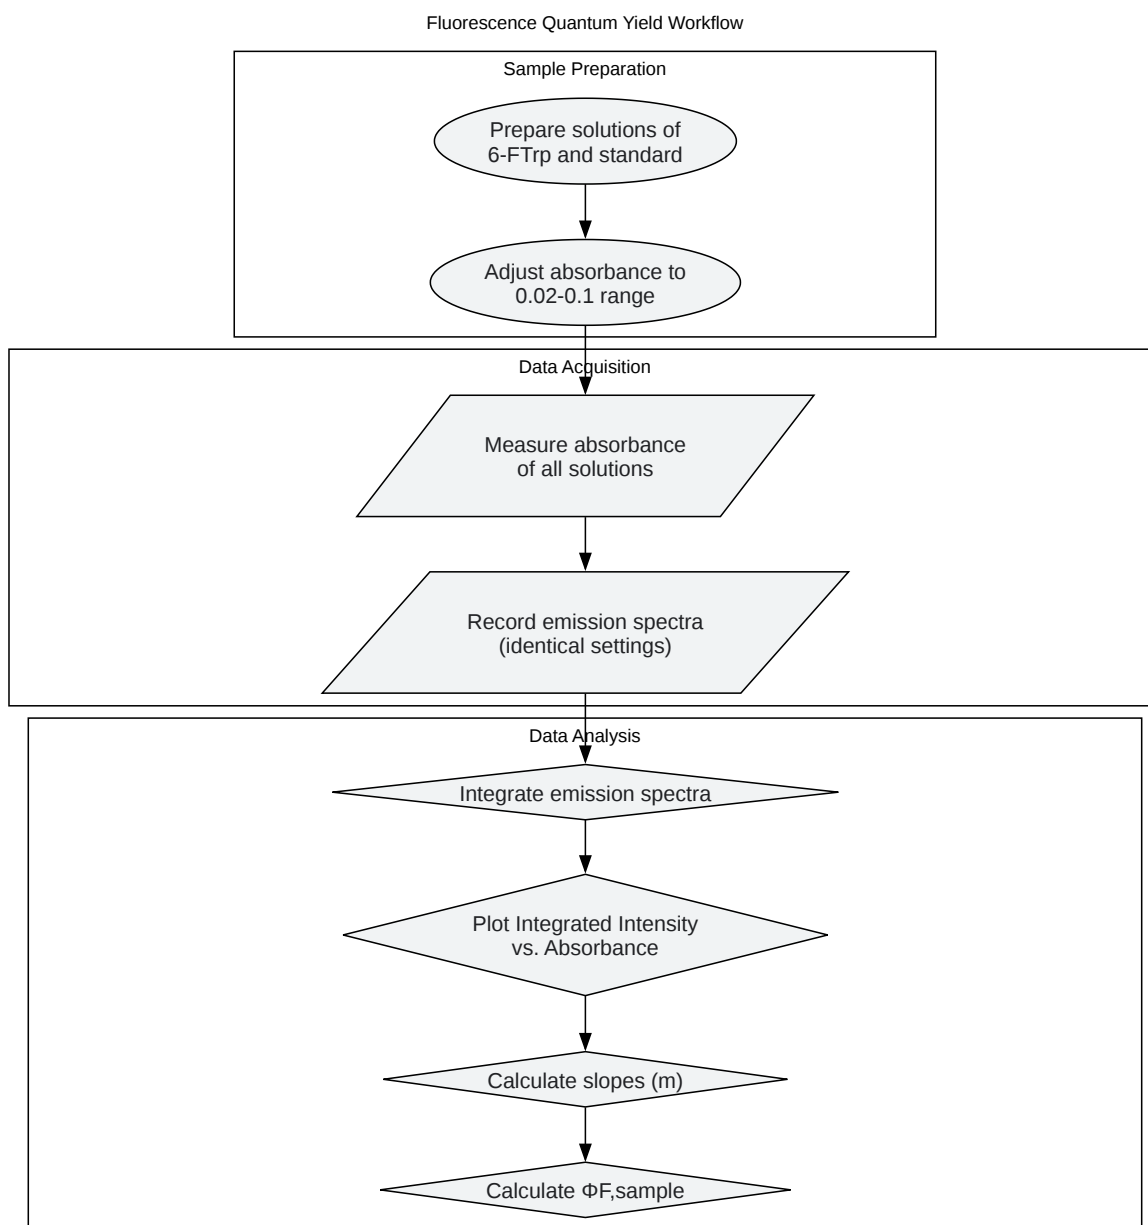 Fluorescence Quantum Yield Workflow
Sample Preparation
Prepare solutions of
6-FTrp and standard
Adjust absorbance to
0.02-0.1 range
Data Acquisition
Measure absorbance
of all solutions
Record emission spectra
(identical settings)
Data Analysis
Integrate emission spectra
Plot Integrated Intensity
vs. Absorbance
Calculate slopes (m)
Calculate ΦF,sample